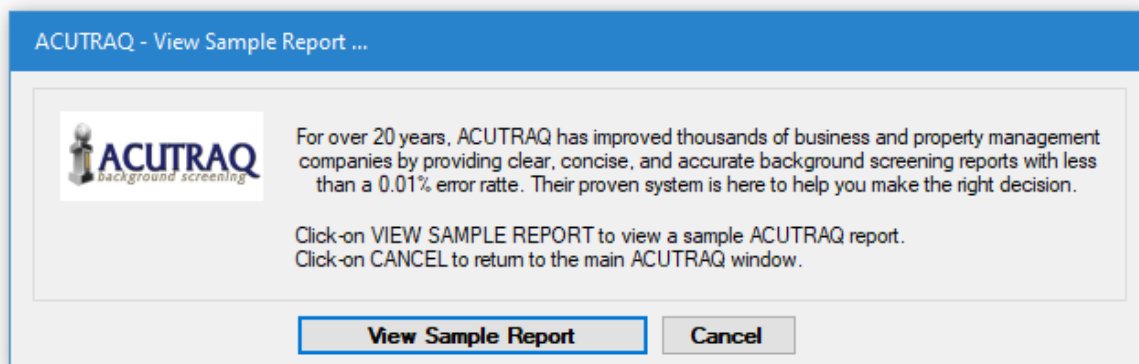 ACUTRAQ - View Sample Report ...
ACUTRAQ
background screening
For over 20 years, ACUTRAQ has improved thousands of business and property management
companies by providing clear, concise, and accurate background screening reports with less
than a 0.01% error ratte. Their proven system is here to help you make the right decision.
Click-on VIEW SAMPLE REPORT to view a sample ACUTRAQ report.
Click-on CANCEL to return to the main ACUTRAQ window.
View Sample Report
Cancel